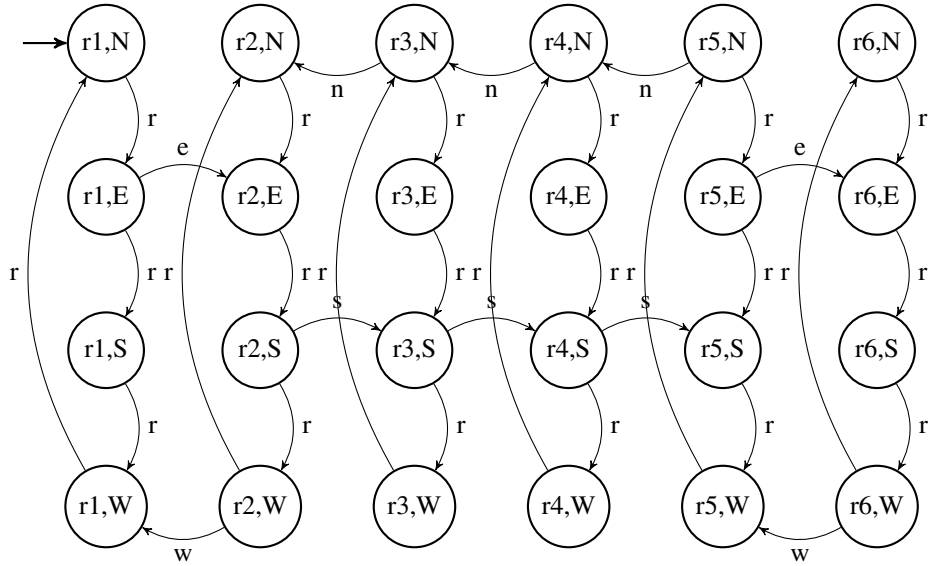 r1,N r2,N r3,N r4,N r5,N r6,N
n n n
r r r r r r
e e
r1,E r2,E r3,E r4,E r5,E r6,E
r r r r r r r r r r r r
s s s
r1,S r2,S r3,S r4,S r5,S r6,S
r r r r r r
r1,W r2,W r3,W r4,W r5,W r6,W
w w